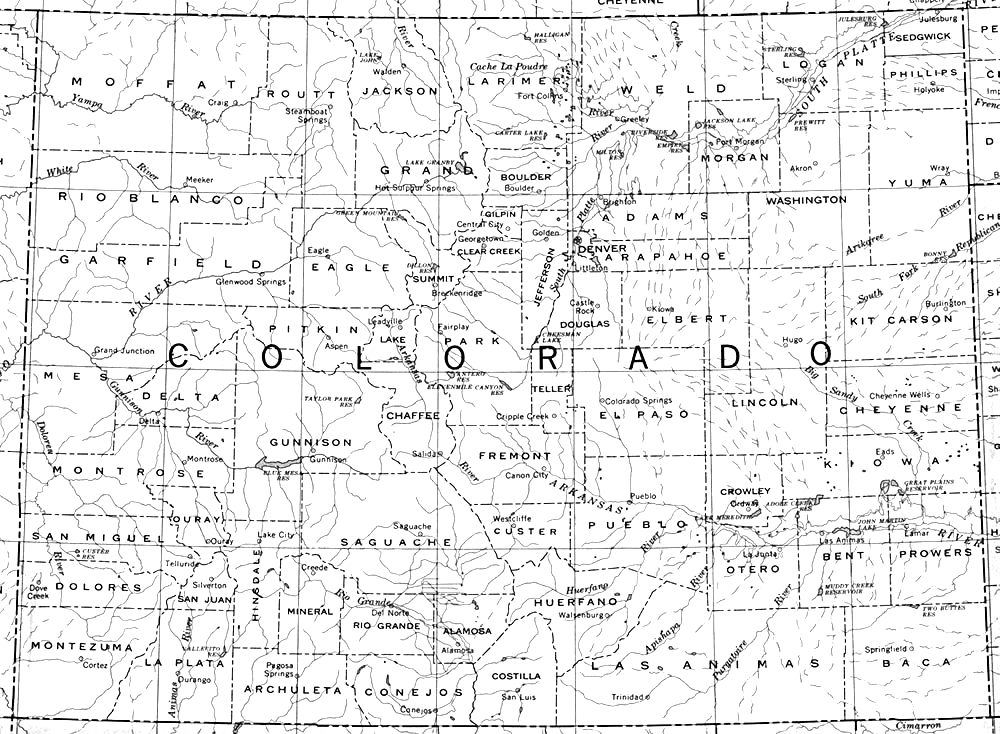 CHEYENNE
Creek
JULESBURG RES
Julesburg
RIVER
SEDGWICK
HALLIGAN RES
River
LAKE JOHN
Walden
STERLING RES
LOGAN
PLATTE
SOUTH
Sterling
PHILLIPS
Holyoke
Cache La Poudre
LARIMER
Fort Collins
MOFFAT
Yampa
River
Craig
ROUTT
Steamboat Springs
JACKSON
WELD
River
Greeley
River
CARTER LAKE RES
RIVERSIDE RES
EMPIRE RES
MILTON RES
JACKSON LAKE RES
PREWITT RES
Fort Morgan
MORGAN
Akron
Wray
YUMA
White
River
Meeker
RIO BLANCO
LAKE GRANBY
GRAND
Hot Sulphur Springs
BOULDER
Boulder
Brighton
ADAMS
WASHINGTON
River
Arikaree
Republican
BONNY RES
GREEN MOUNTAIN RES
GILPIN
Central City
Georgetown
CLEAR CREEK
Golden
Platte
DENVER
ARAPAHOE
Littleton
JEFFERSON
South
GARFIELD
Glenwood Springs
RIVER
Eagle
EAGLE
DILLON RES
SUMMIT
Breckenridge
Castle Rock
DOUGLAS
CHEESMAN LAKE
Kiowa
ELBERT
South
Fork
Burlington
KIT CARSON
Hugo
PITKIN
Aspen
Leadville
LAKE
Fairplay
PARK
Arkansas
Grand Junction
COLORADO
MESA
ANTERO RES
ELEVENMILE CANYON RES
TELLER
Cripple Creek
Colorado Springs
EL PASO
LINCOLN
Big
Sandy
Creek
Cheyenne Wells
CHEYENNE
Gunnison
DELTA
Delta
TAYLOR PARK RES
CHAFFEE
Dolores
River
Montrose
MONTROSE
GUNNISON
Gunnison
BLUE MESA RES
Salida
River
FREMONT
Canon City
ARKANSAS
Pueblo
PUEBLO
Eads
KIOWA
CROWLEY
Ordway
ADOBE CREEK RES
LAKE MEREDITH
GREAT PLAINS RESERVOIR
JOHN MARTIN LAKE
Lamar
RIVER
Las Animas
BENT
PROWERS
La Junta
OTERO
OURAY
Ouray
Lake City
Saguache
SAGUACHE
Westcliffe
CUSTER
River
SAN MIGUEL
CUSTER RES
River
Telluride
Dove Creek
DOLORES
Silverton
SAN JUAN
HINSDALE
Creede
MINERAL
Rio
Grande
Del Norte
RIO GRANDE
ALAMOSA
Alamosa
Huerfano
HUERFANO
Walsenburg
River
River
MUDDY CREEK RESERVOIR
TWO BUTTES RES
MONTEZUMA
Cortez
River
VALLECITO RES
LA PLATA
Durango
Animas
Pagosa Springs
ARCHULETA
CONEJOS
Conejos
COSTILLA
San Luis
Apishapa
LAS ANIMAS
Purgatoire
Trinidad
Springfield
BACA
Cimarron